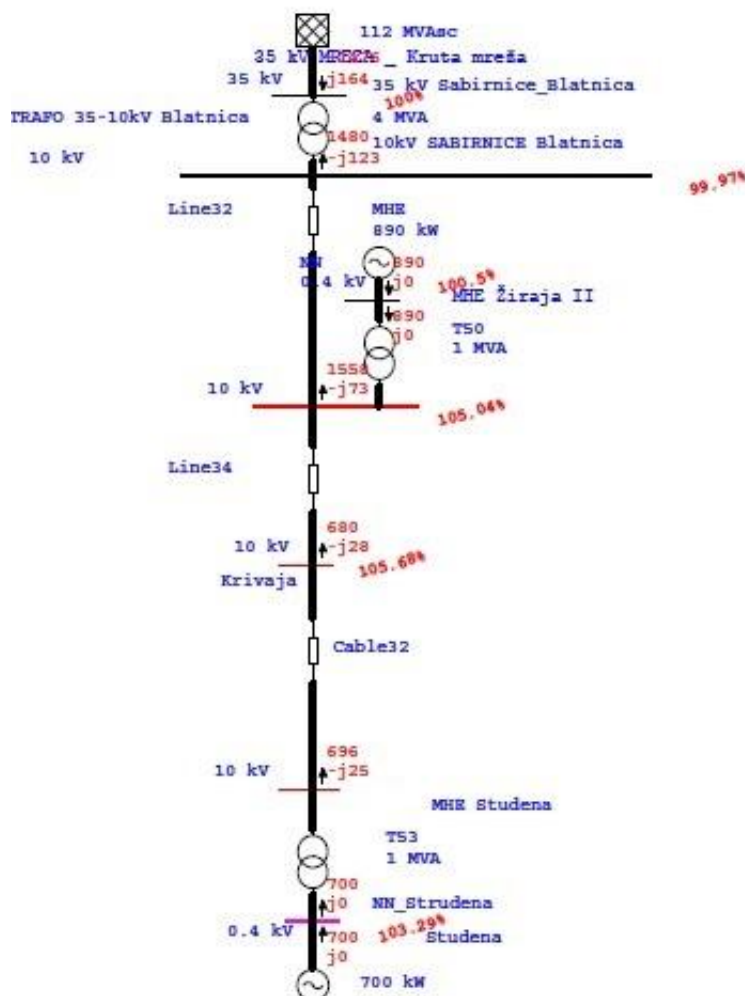 112 MVAsc
35 kV MREŽA _ Kruta mreša
j164
35 kV
35 kV Sabirnice_Blatnica
100%
TRAFO 35-10kV Blatnica
4 MVA
1480
-j123
10kV SABIRNICE Blatnica
10 kV
99.97%
Line32
MHE
890 kW
NN
0.4 kV
890
j0
100.5%
MHE Žiraja II
890
j0
T50
1 MVA
1558
-j73
10 kV
105.04%
Line34
680
-j28
10 kV
105.68%
Krivaja
Cable32
696
-j25
10 kV
MHE Studena
T53
1 MVA
700
j0
NN_Strudena
0.4 kV
103.29%
Studena
700
j0
700 kW